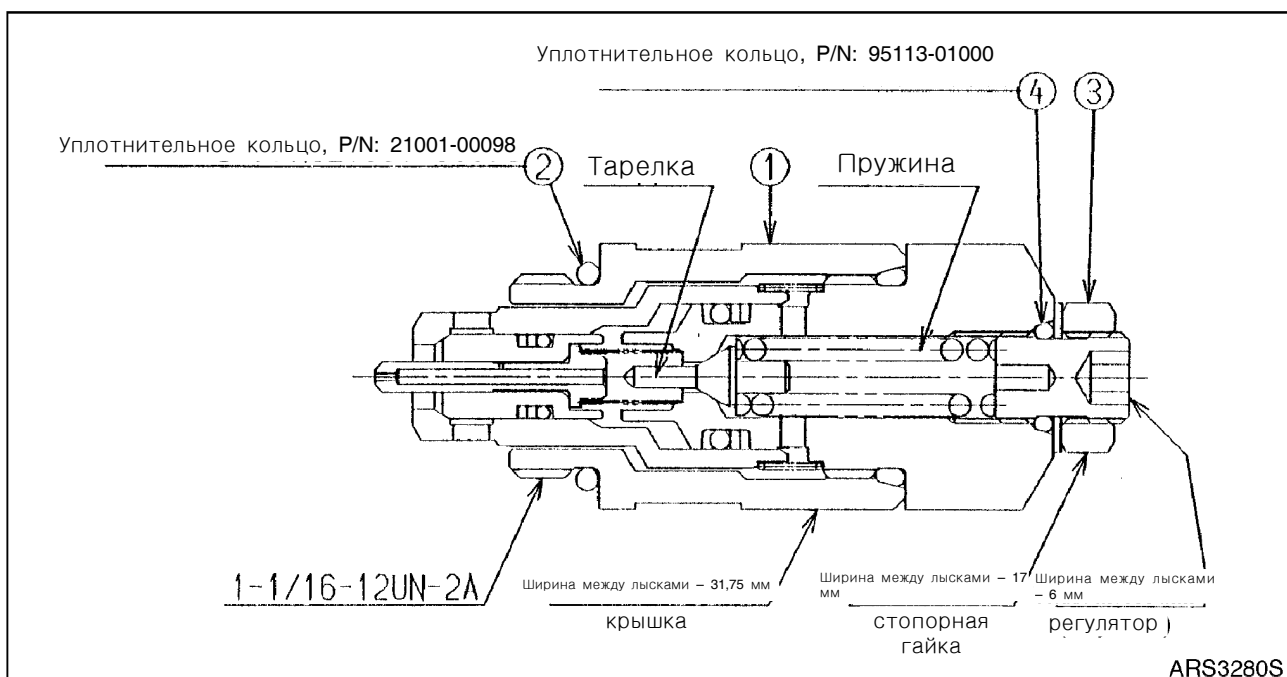 Уплотнительное кольцо, P/N: 95113-01000
4
3
Уплотнительное кольцо, P/N: 21001-00098
2
Тарелка
1
Пружина
1-1/16-12UN-2A
Ширина между лысками – 31,75 мм
крышка
Ширина между лысками – 17
мм
стопорная
гайка
Ширина между лысками
– 6 мм
регулятор )
ARS3280S